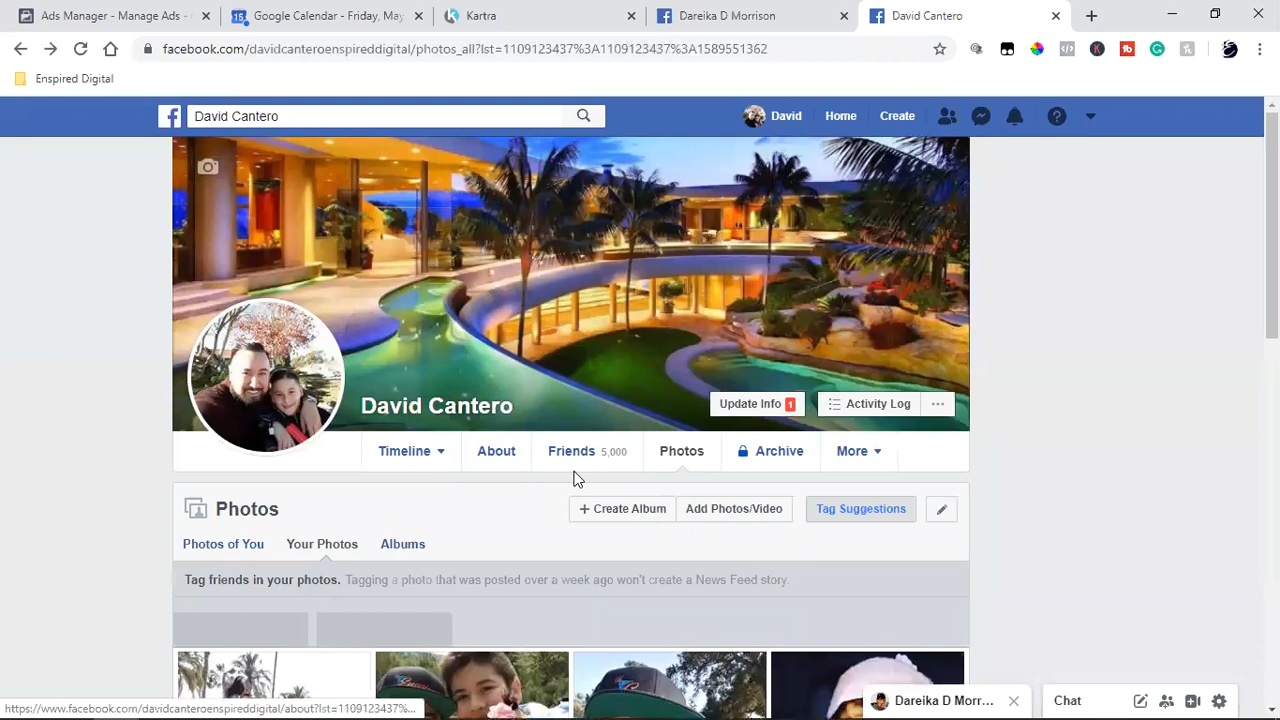 Ads Manager - Manage Ads - Google Calendar - Friday, M Kartra Dareika D Morrison David Cantero
facebook.com/davidcanteroenspireddigital/photos_all?lst=1109123437%3A1109123437%3A1589551362
Enspired Digital
David Cantero David Home Create
David Cantero Update Info 1 Activity Log
Timeline About Friends 5,000 Photos Archive More
Photos + Create Album Add Photos/Video Tag Suggestions
Photos of You Your Photos Albums
Tag friends in your photos. Tagging a photo that was posted over a week ago won't create a News Feed story.
https://www.facebook.com/davidcanteroenspireddigital/about?lst=1109123437%... Dareika D Morr... Chat